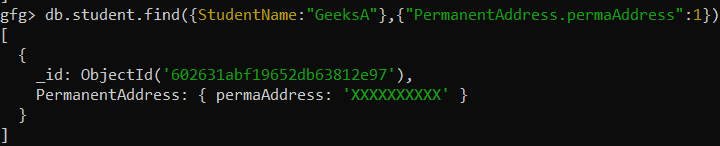 gfg> db.student.find({StudentName:"GeeksA"},{"PermanentAddress.permaAddress":1})
[
  {
    _id: ObjectId('602631abf19652db63812e97'),
    PermanentAddress: { permaAddress: 'XXXXXXXXXX' }
  }
]